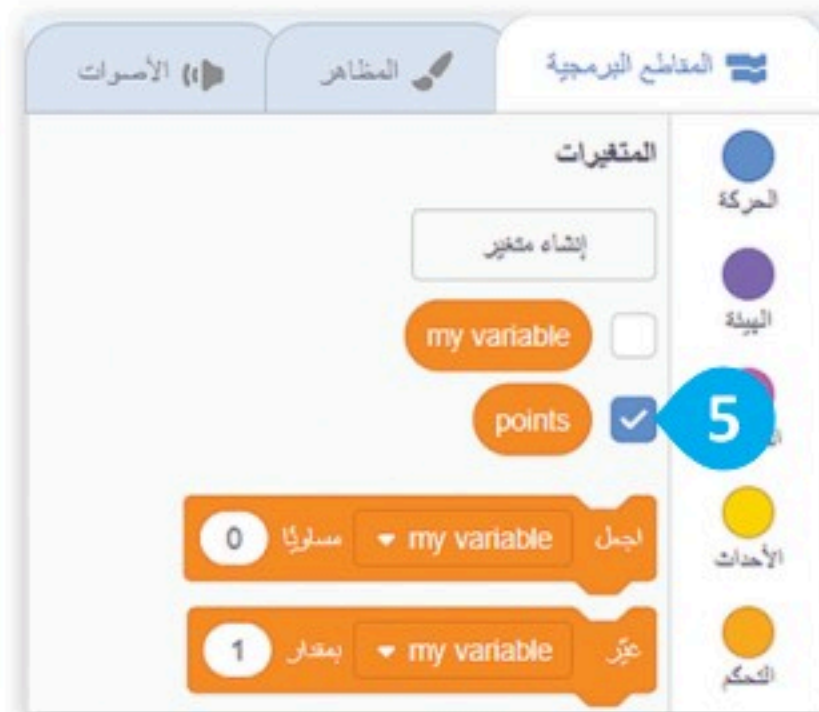 المقاطع البرمجية
المظاهر
الأصوات
الحركة
الهيئة
الأحداث
التحكم
المتغيرات
إنشاء متغير
my variable
points
5
اجعل my variable مساويًا 0
غيّر my variable بمقدار 1